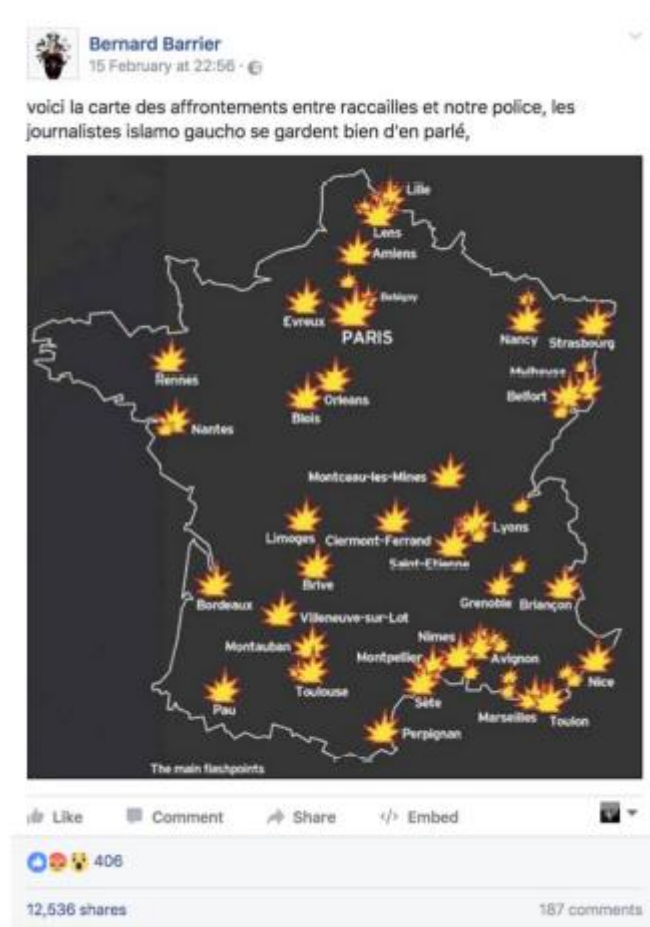 Bernard Barrier
15 February at 22:56 ·
voici la carte des affrontements entre raccailles et notre police, les
journalistes islamo gaucho se gardent bien d'en parlé,
Lille
Lens
Amiens
Bobigny
Evreux
PARIS
Nancy Strasbourg
Mulhouse
Rennes
Orleans
Belfort
Blois
Nantes
Montceau-les-Mines
Lyons
Limoges Clermont-Ferrand
Saint-Etienne
Brive
Bordeaux
Grenoble Briançon
Villeneuve-sur-Lot
Nimes
Montauban
Montpellier
Avignon
Toulouse
Nice
Pau
Sète
Marseilles Toulon
Perpignan
The main flashpoints
Like Comment Share </> Embed
406
12,536 shares 187 comments